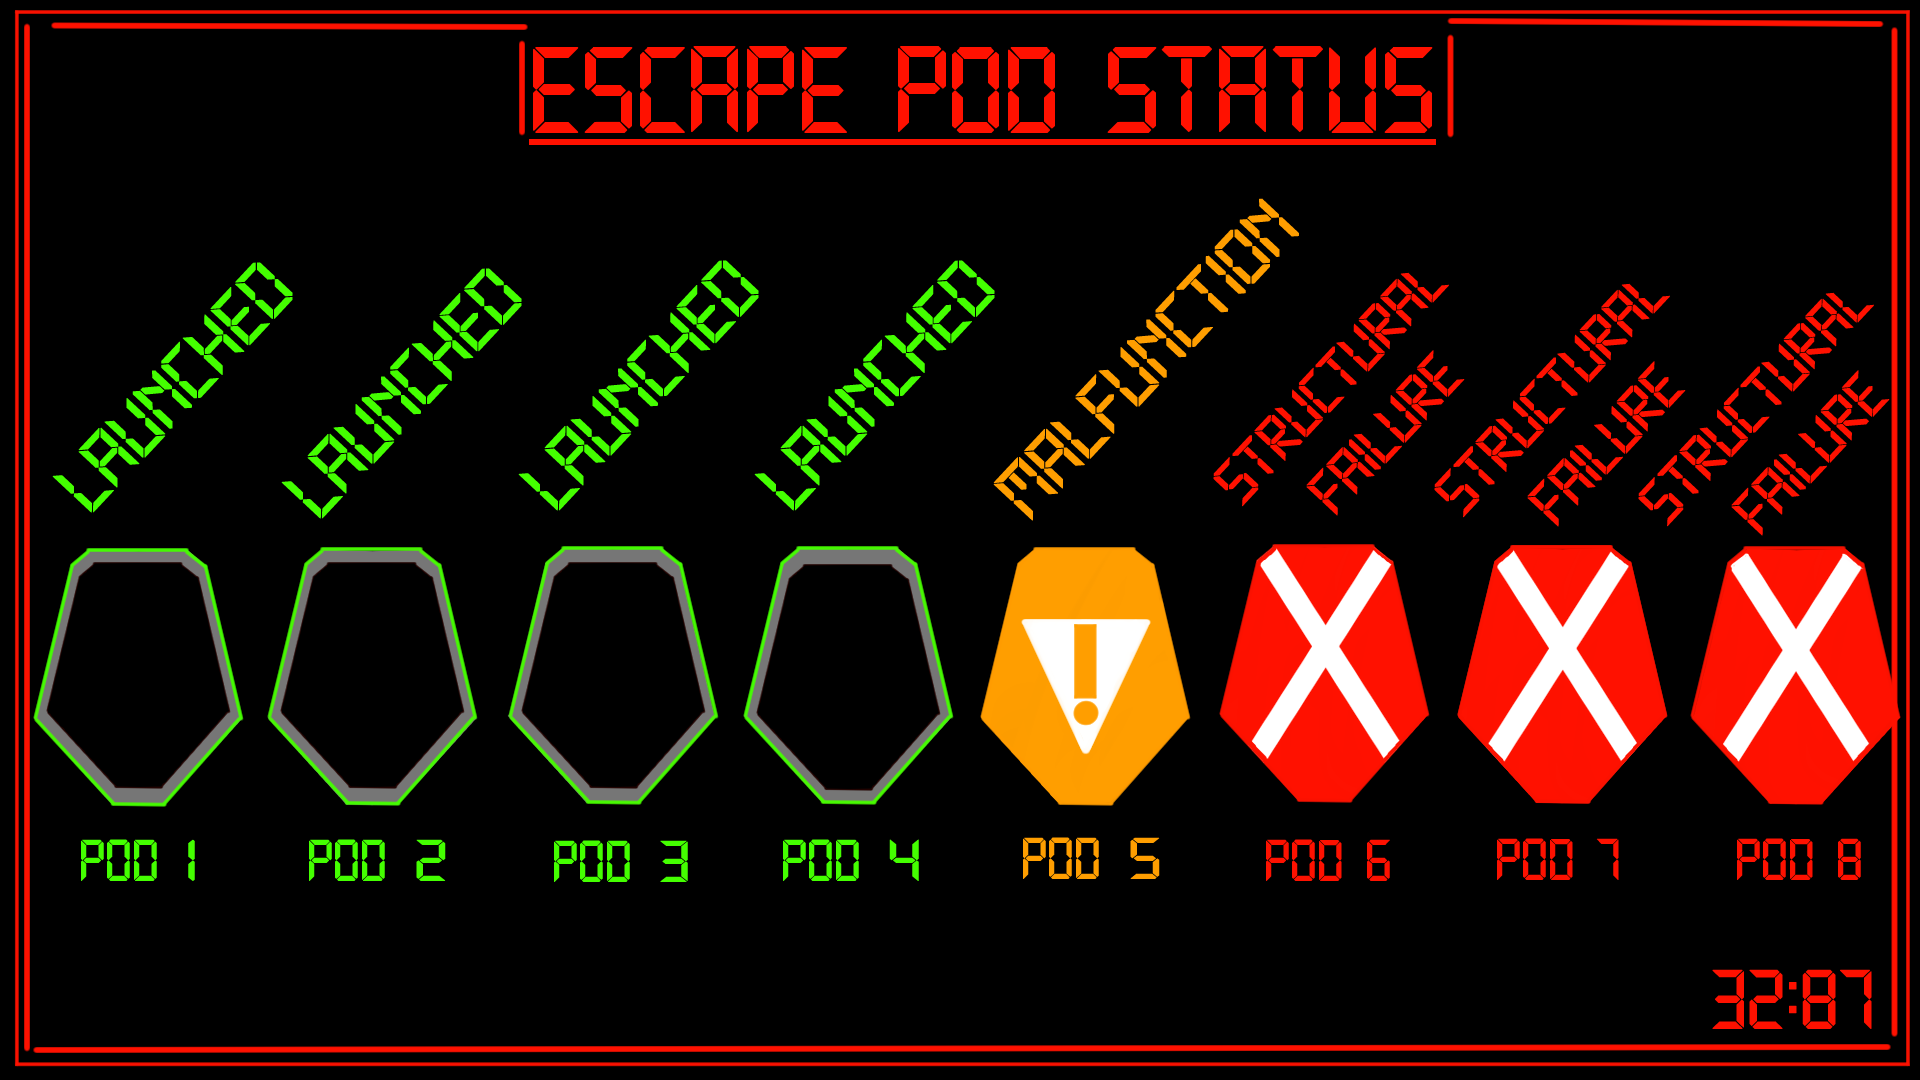 ESCAPE POD STATUS
LAUNCHED
LAUNCHED
LAUNCHED
LAUNCHED
MALFUNCTION
STRUCTURAL
FAILURE
STRUCTURAL
FAILURE
STRUCTURAL
FAILURE
!
X
X
X
POD 1
POD 2
POD 3
POD 4
POD 5
POD 6
POD 7
POD 8
32:87